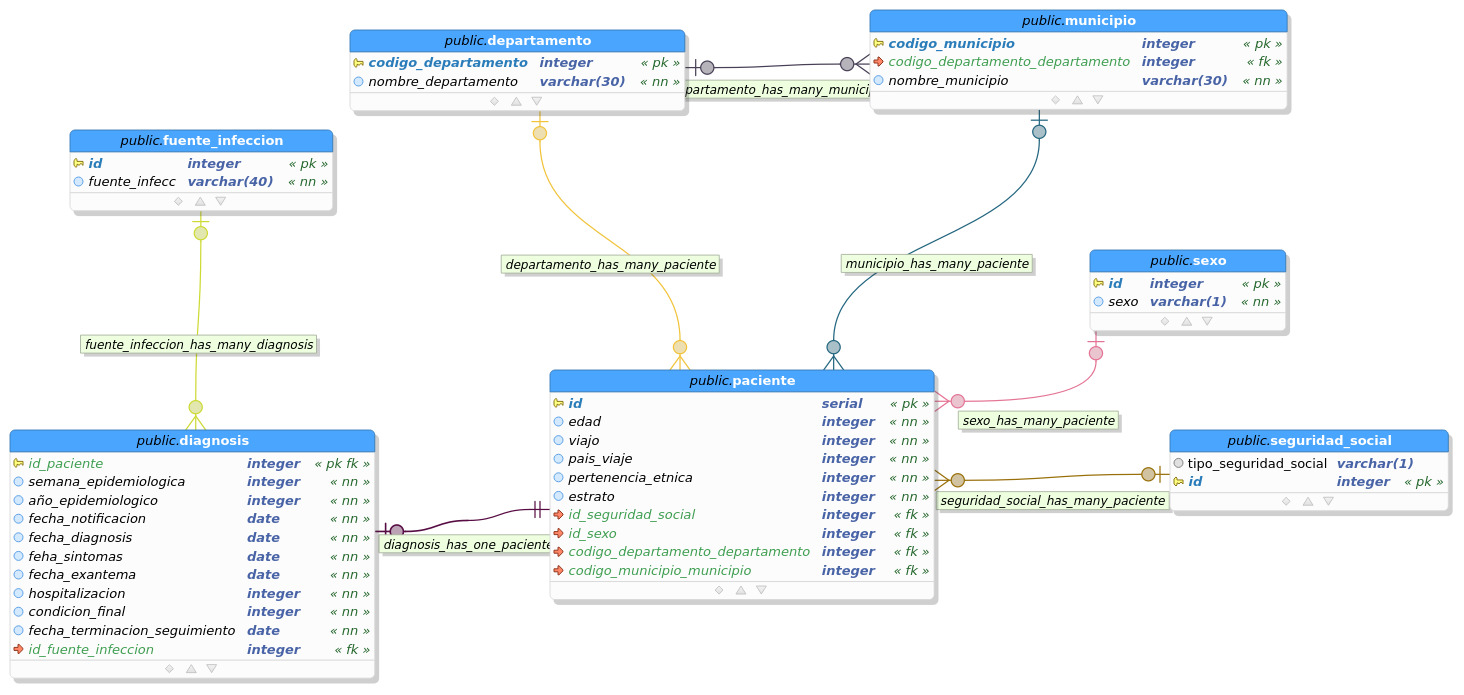 public.departamento
codigo_departamento integer « pk »
nombre_departamento varchar(30) « nn »
public.municipio
codigo_municipio integer « pk »
codigo_departamento_departamento integer « fk »
nombre_municipio varchar(30) « nn »
partamento_has_many_munici
public.fuente_infeccion
id integer « pk »
fuente_infecc varchar(40) « nn »
departamento_has_many_paciente
municipio_has_many_paciente
public.sexo
id integer « pk »
sexo varchar(1) « nn »
fuente_infeccion_has_many_diagnosis
public.paciente
id serial « pk »
edad integer « nn »
viajo integer « nn »
pais_viaje integer « nn »
pertenencia_etnica integer « nn »
estrato integer « nn »
id_seguridad_social integer « fk »
id_sexo integer « fk »
codigo_departamento_departamento integer « fk »
codigo_municipio_municipio integer « fk »
sexo_has_many_paciente
public.seguridad_social
tipo_seguridad_social varchar(1)
id integer « pk »
seguridad_social_has_many_paciente
public.diagnosis
id_paciente integer « pk fk »
semana_epidemiologica integer « nn »
año_epidemiologico integer « nn »
fecha_notificacion date « nn »
fecha_diagnosis date « nn »
feha_sintomas date « nn »
fecha_exantema date « nn »
hospitalizacion integer « nn »
condicion_final integer « nn »
fecha_terminacion_seguimiento date « nn »
id_fuente_infeccion integer « fk »
diagnosis_has_one_paciente